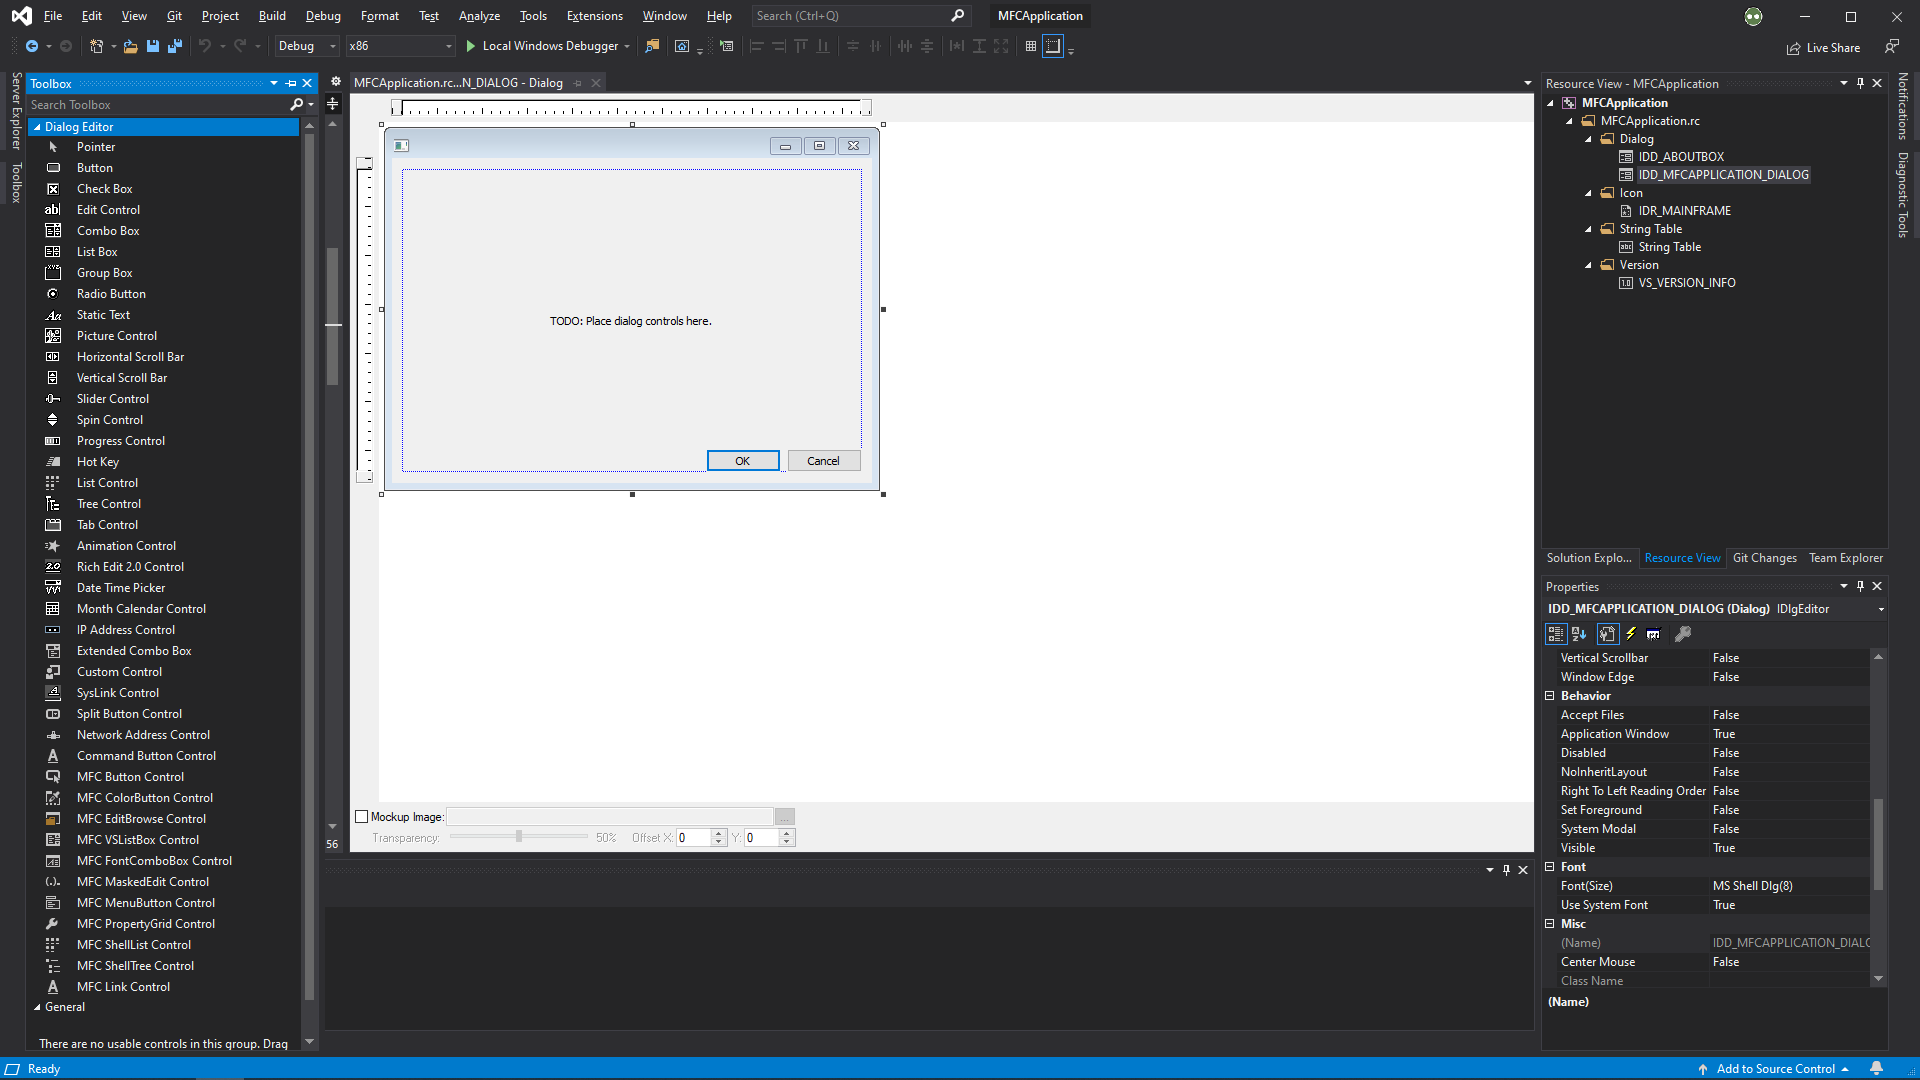 File Edit View Git Project Build Debug Format Test Analyze Tools Extensions Window Help Search (Ctrl+Q) MFCApplication
Debug x86 Local Windows Debugger Live Share
Server Explorer
Toolbox
Toolbox
Search Toolbox
Dialog Editor
Pointer
Button
Check Box
Edit Control
Combo Box
List Box
Group Box
Radio Button
Static Text
Picture Control
Horizontal Scroll Bar
Vertical Scroll Bar
Slider Control
Spin Control
Progress Control
Hot Key
List Control
Tree Control
Tab Control
Animation Control
Rich Edit 2.0 Control
Date Time Picker
Month Calendar Control
IP Address Control
Extended Combo Box
Custom Control
SysLink Control
Split Button Control
Network Address Control
Command Button Control
MFC Button Control
MFC ColorButton Control
MFC EditBrowse Control
MFC VSListBox Control
MFC FontComboBox Control
MFC MaskedEdit Control
MFC MenuButton Control
MFC PropertyGrid Control
MFC ShellList Control
MFC ShellTree Control
MFC Link Control
General
There are no usable controls in this group. Drag
MFCApplication.rc...N_DIALOG - Dialog
TODO: Place dialog controls here.
OK Cancel
56
Mockup Image: ...
Transparency: 50% Offset X: 0 Y: 0
Resource View - MFCApplication
MFCApplication
MFCApplication.rc
Dialog
IDD_ABOUTBOX
IDD_MFCAPPLICATION_DIALOG
Icon
IDR_MAINFRAME
String Table
String Table
Version
VS_VERSION_INFO
Solution Explo... Resource View Git Changes Team Explorer
Properties
IDD_MFCAPPLICATION_DIALOG (Dialog) IDlgEditor
Vertical Scrollbar False
Window Edge False
Behavior
Accept Files False
Application Window True
Disabled False
NoInheritLayout False
Right To Left Reading Order False
Set Foreground False
System Modal False
Visible True
Font
Font(Size) MS Shell Dlg(8)
Use System Font True
Misc
(Name) IDD_MFCAPPLICATION_DIALO
Center Mouse False
Class Name
(Name)
Notifications
Diagnostic Tools
Ready Add to Source Control